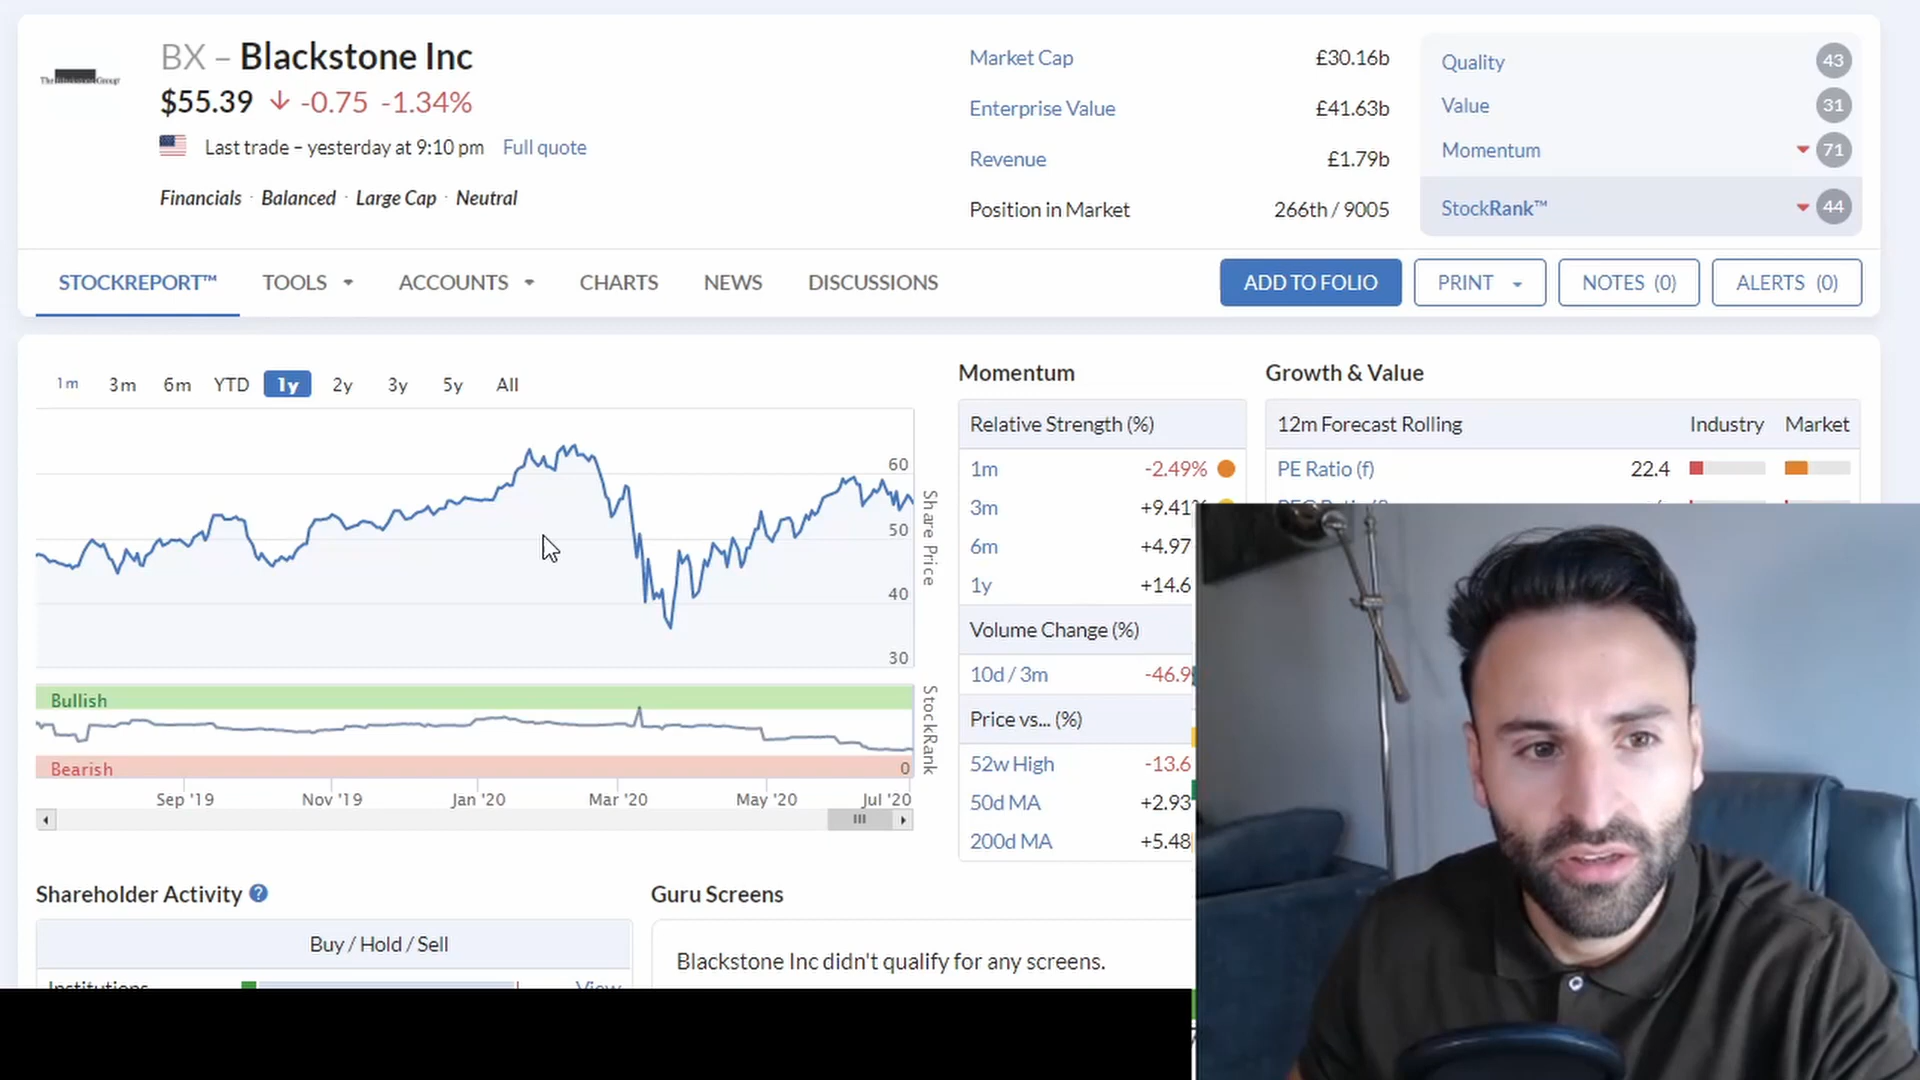 BX – Blackstone Inc
$55.39 -0.75 -1.34%
Last trade – yesterday at 9:10 pm Full quote
Financials · Balanced · Large Cap · Neutral
Market Cap £30.16b
Enterprise Value £41.63b
Revenue £1.79b
Position in Market 266th / 9005
Quality 43
Value 31
Momentum 71
StockRank™ 44
STOCKREPORT™ TOOLS ACCOUNTS CHARTS NEWS DISCUSSIONS
ADD TO FOLIO PRINT NOTES (0) ALERTS (0)
1m 3m 6m YTD 1y 2y 3y 5y All
60
50
40
30
Share Price
Bullish
Bearish
0
StockRank
Sep '19 Nov '19 Jan '20 Mar '20 May '20 Jul '20
Momentum
Relative Strength (%)
1m -2.49%
3m +9.41
6m +4.97
1y +14.6
Volume Change (%)
10d / 3m -46.9
Price vs... (%)
52w High -13.6
50d MA +2.93
200d MA +5.48
Growth & Value
12m Forecast Rolling Industry Market
PE Ratio (f) 22.4
Shareholder Activity ?
Buy / Hold / Sell
Institutions View
Guru Screens
Blackstone Inc didn't qualify for any screens.